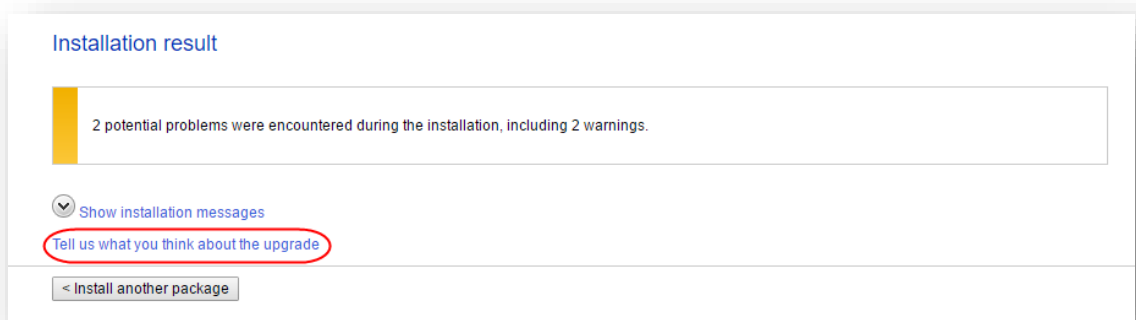 Installation result
2 potential problems were encountered during the installation, including 2 warnings.
Show installation messages
Tell us what you think about the upgrade
< Install another package